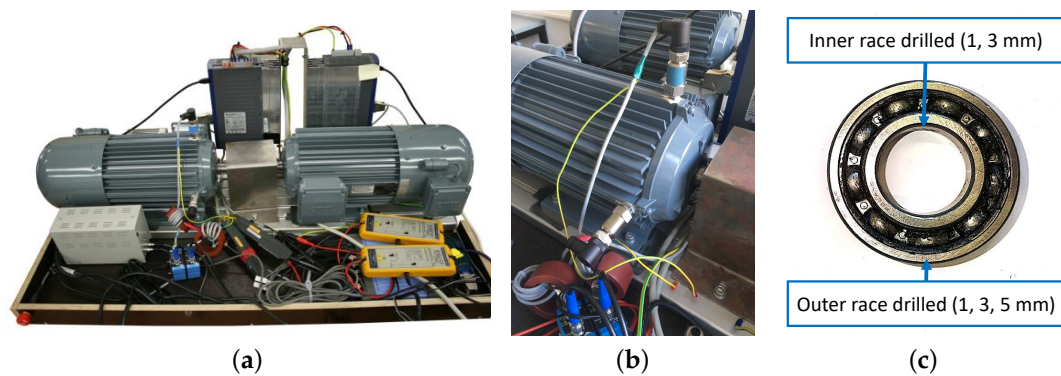 Inner race drilled (1, 3 mm)
Outer race drilled (1, 3, 5 mm)
(a)
(b)
(c)